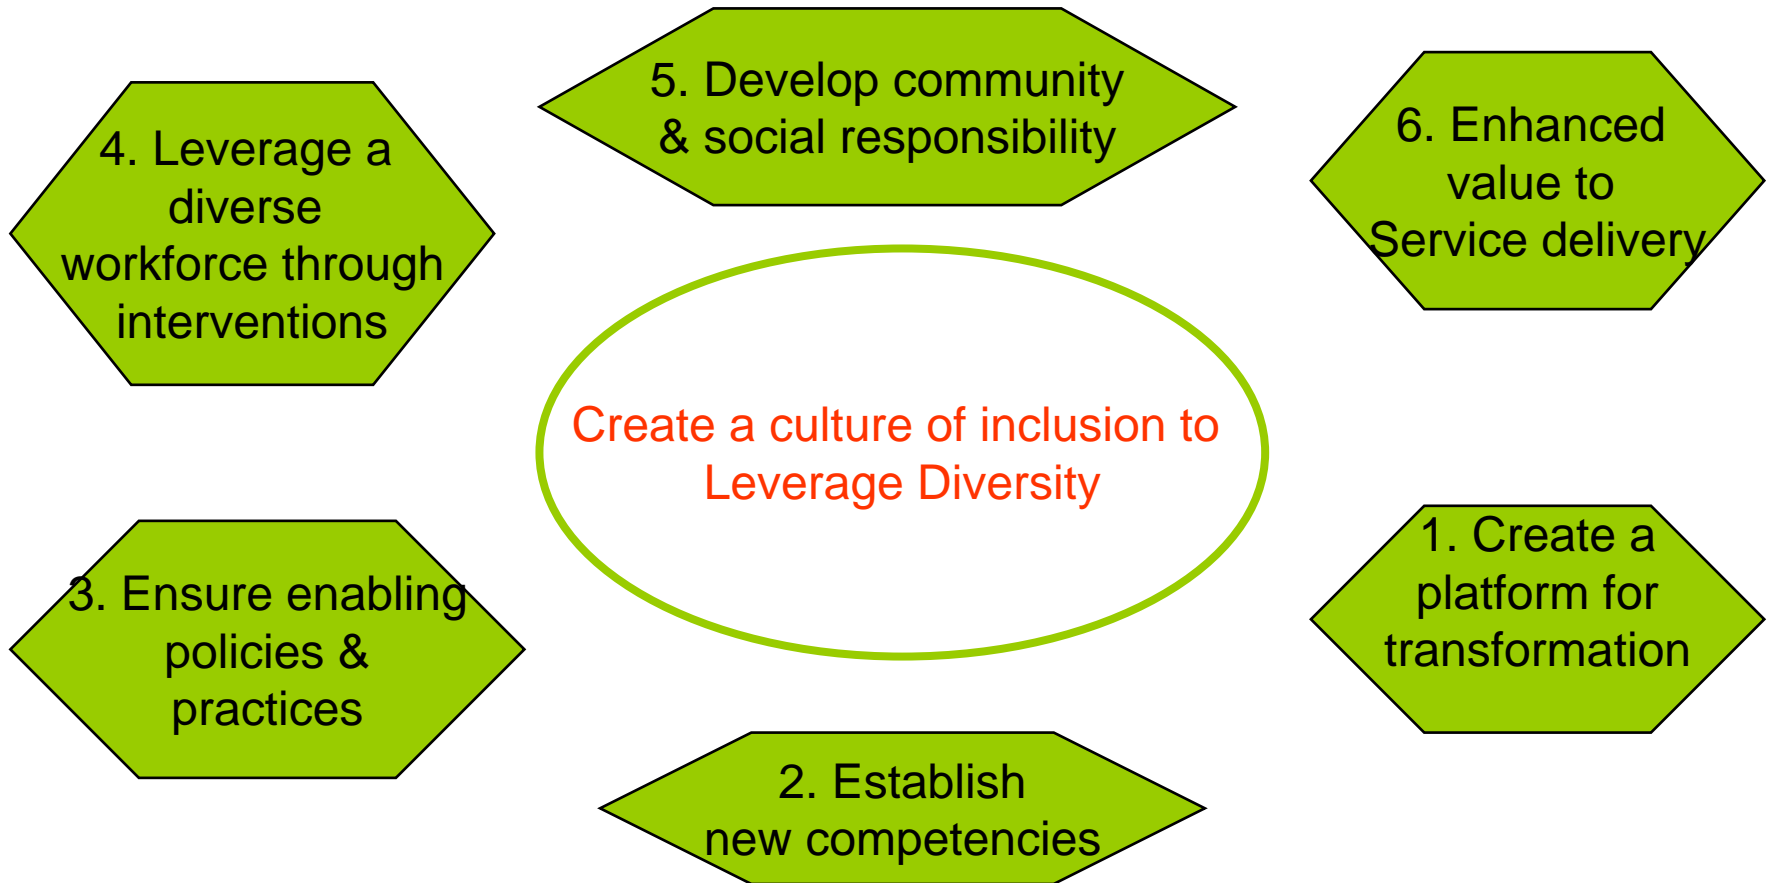 5. Develop community
& social responsibility
6. Enhanced
value to
Service delivery
4. Leverage a
diverse
workforce through
interventions
Create a culture of inclusion to
Leverage Diversity
1. Create a
platform for
transformation
3. Ensure enabling
policies &
practices
2. Establish
new competencies